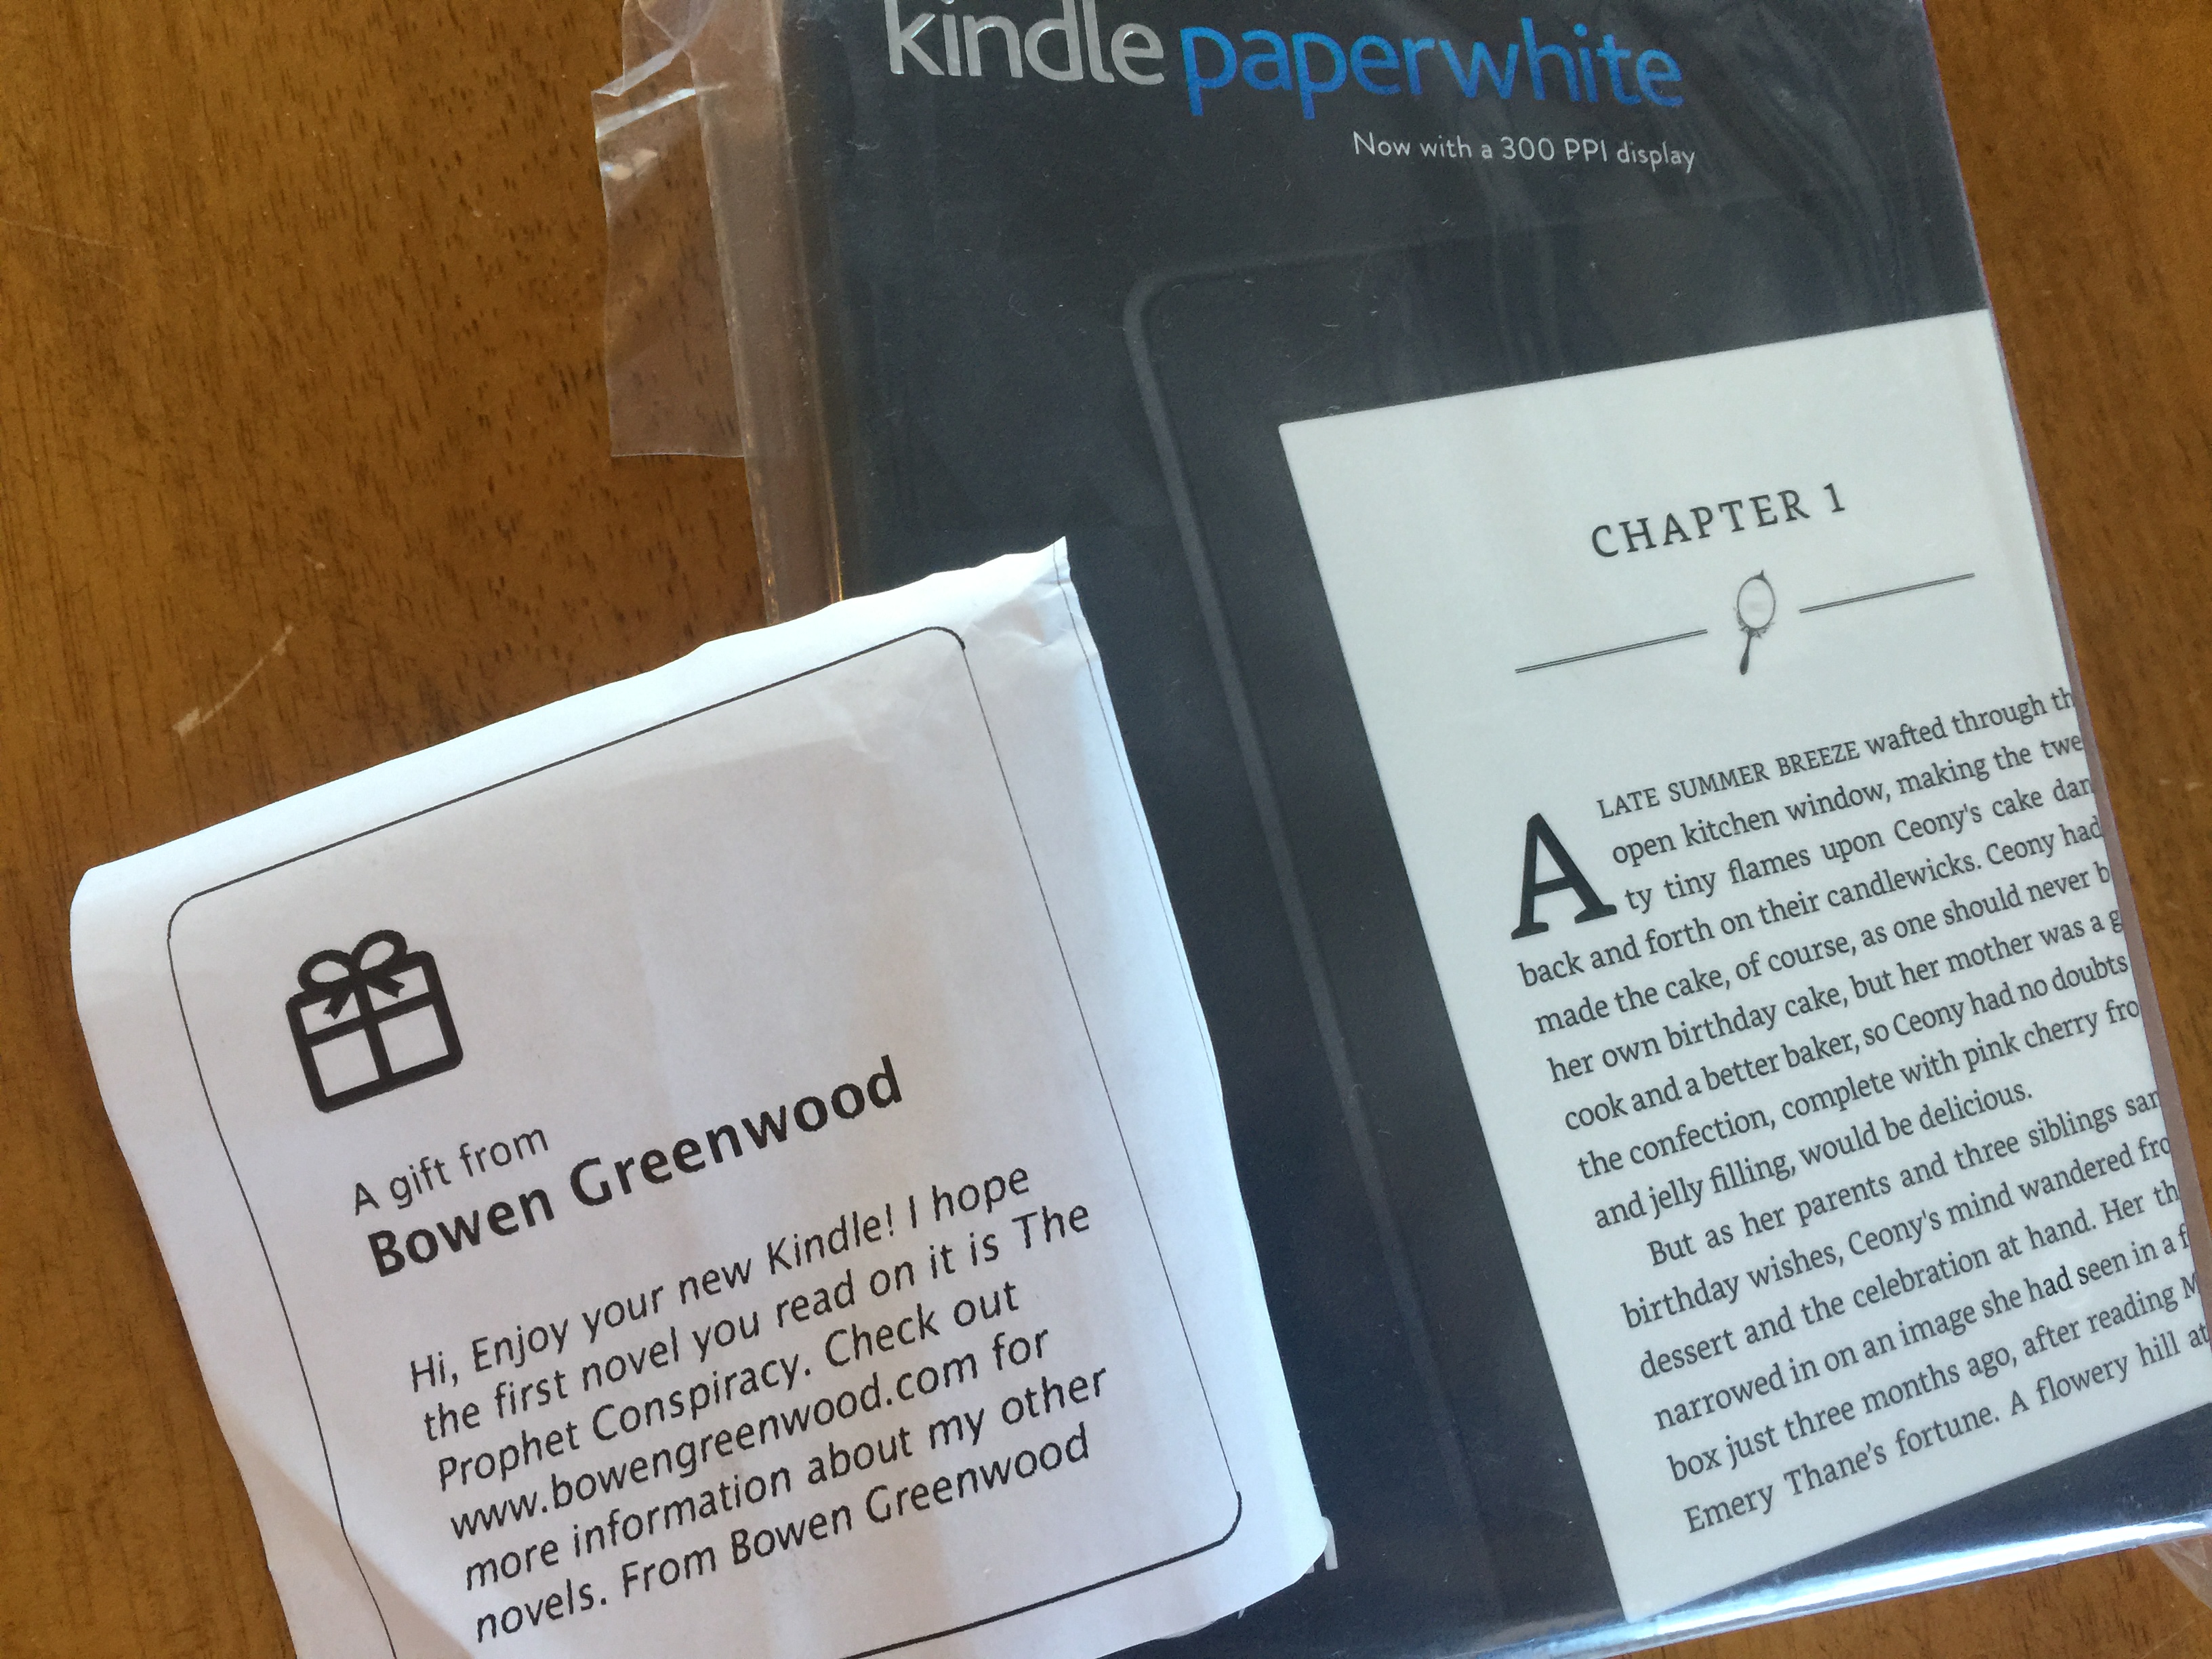 kindle paperwhite
Now with a 300 PPI display
CHAPTER 1
A LATE SUMMER BREEZE wafted through
open kitchen window, making the twe
ty tiny flames upon Ceony's cake dan
back and forth on their candlewicks. Ceony had
made the cake, of course, as one should never b
her own birthday cake, but her mother was a g
cook and a better baker, so Ceony had no doubts
the confection, complete with pink cherry fro
and jelly filling, would be delicious.
But as her parents and three siblings san
birthday wishes, Ceony's mind wandered fro
dessert and the celebration at hand. Her th
narrowed in on an image she had seen in a f
box just three months ago, after reading M
Emery Thane's fortune. A flowery hill at
A gift from
Bowen Greenwood
Hi, Enjoy your new Kindle! I hope
the first novel you read on it is The
Prophet Conspiracy. Check out
www.bowengreenwood.com for
more information about my other
novels. From Bowen Greenwood